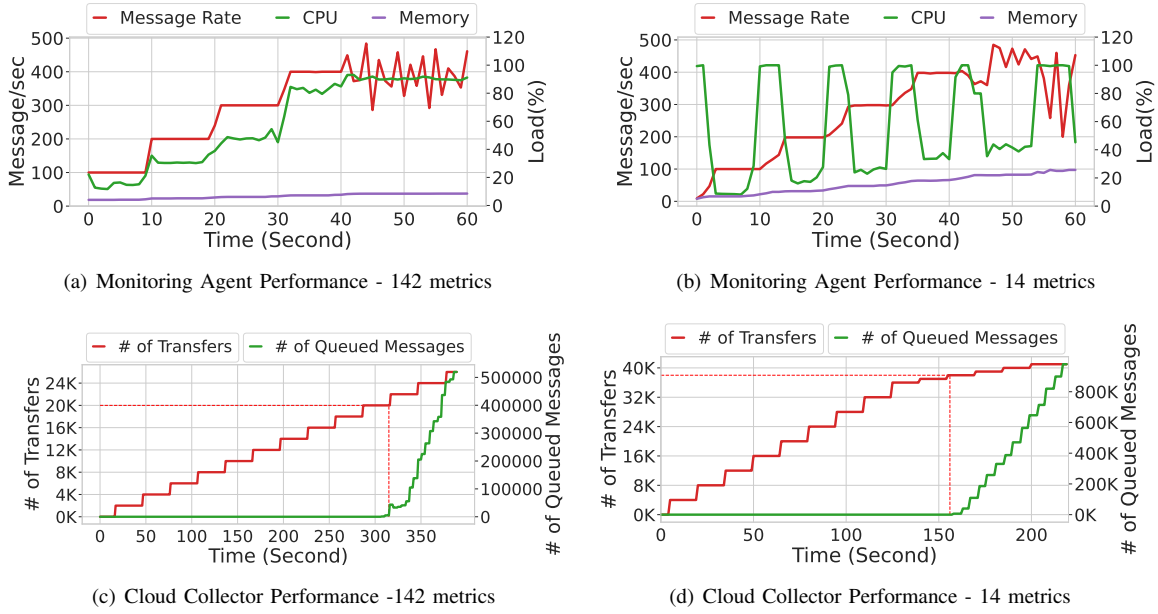 Message Rate CPU Memory
500
400
300
200
100
0
Message/sec
120
100
80
60
40
20
0
Load(%)
0 10 20 30 40 50 60
Time (Second)
(a) Monitoring Agent Performance - 142 metrics
Message Rate CPU Memory
500
400
300
200
100
0
Message/sec
120
100
80
60
40
20
0
Load(%)
0 10 20 30 40 50 60
Time (Second)
(b) Monitoring Agent Performance - 14 metrics
# of Transfers # of Queued Messages
24K
20K
16K
12K
8K
4K
0K
# of Transfers
500000
400000
300000
200000
100000
0
# of Queued Messages
0 50 100 150 200 250 300 350
Time (Second)
(c) Cloud Collector Performance -142 metrics
# of Transfers # of Queued Messages
40K
32K
24K
16K
8K
0K
# of Transfers
800K
600K
400K
200K
0K
# of Queued Messages
0 50 100 150 200
Time (Second)
(d) Cloud Collector Performance - 14 metrics